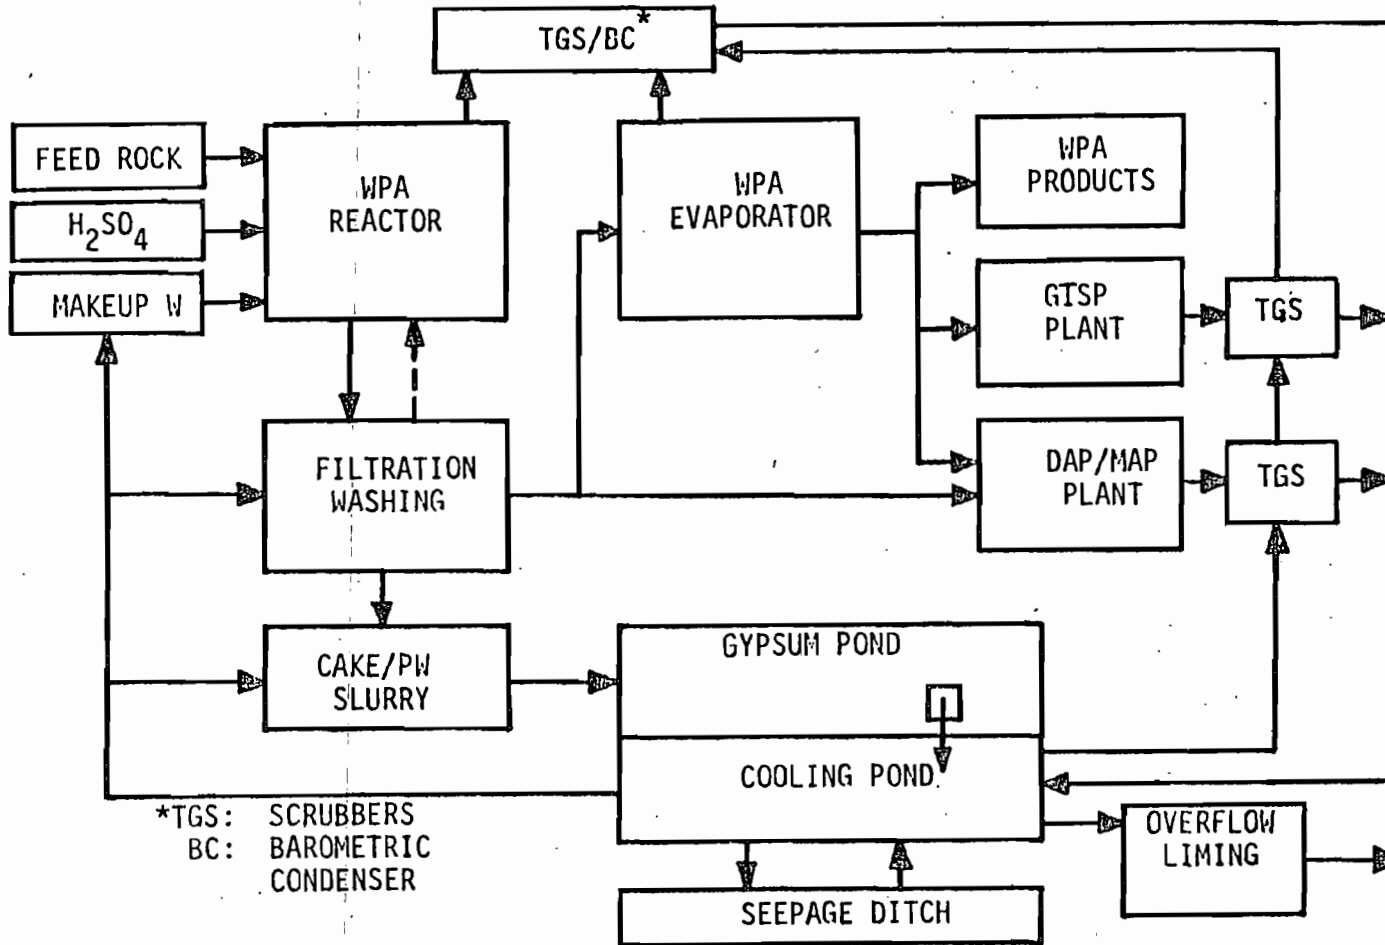 TGS/BC*
FEED ROCK
H₂SO₄
MAKEUP W
WPA
REACTOR
WPA
EVAPORATOR
WPA
PRODUCTS
GTSP
PLANT
TGS
FILTRATION
WASHING
DAP/MAP
PLANT
TGS
CAKE/PW
SLURRY
GYPSUM POND
COOLING POND
OVERFLOW
LIMING
SEEPAGE DITCH
*TGS: SCRUBBERS
BC: BAROMETRIC
CONDENSER